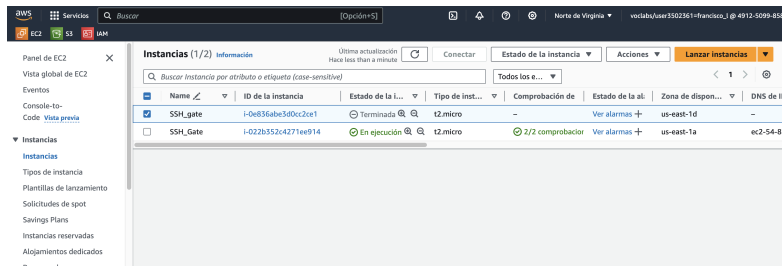 aws Servicios Buscar [Opción+S] Norte de Virginia voclabs/user3502361=francisco_l @ 4912-5099-859
EC2 S3 IAM
Panel de EC2
Vista global de EC2
Eventos
Console-to-
Code Vista previa
Instancias
Instancias
Tipos de instancia
Plantillas de lanzamiento
Solicitudes de spot
Savings Plans
Instancias reservadas
Alojamientos dedicados
Instancias (1/2) Información
Última actualización
Hace less than a minute
Conectar Estado de la instancia Acciones Lanzar instancias
Buscar Instancia por atributo o etiqueta (case-sensitive) Todos los e... 1
Name ID de la instancia Estado de la i... Tipo de inst... Comprobación de Estado de la al: Zona de dispon... DNS de
SSH_gate i-0e836abe3d0cc2ce1 Terminada t2.micro – Ver alarmas + us-east-1d –
SSH_Gate i-022b352c4271ee914 En ejecución t2.micro 2/2 comprobacior Ver alarmas + us-east-1a ec2-54-8